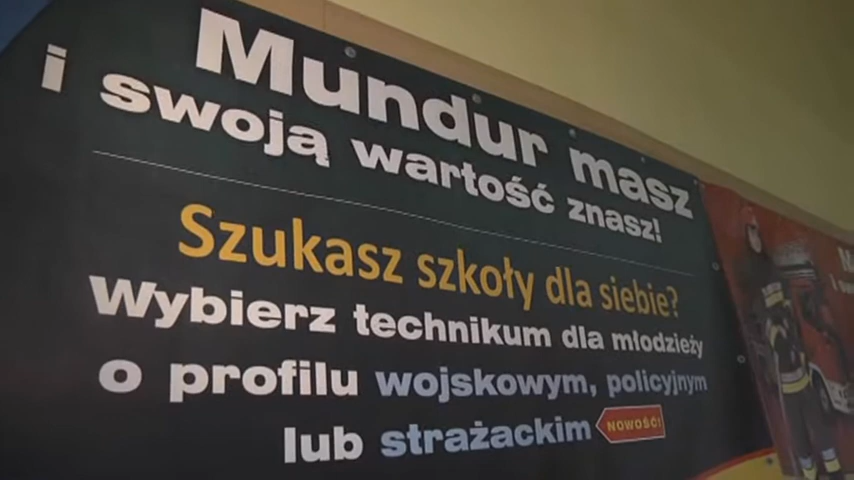 Mundur masz
i swoją wartość znasz!
Szukasz szkoły dla siebie?
Wybierz technikum dla młodzieży
o profilu wojskowym, policyjnym
lub strażackim NOWOŚĆ!